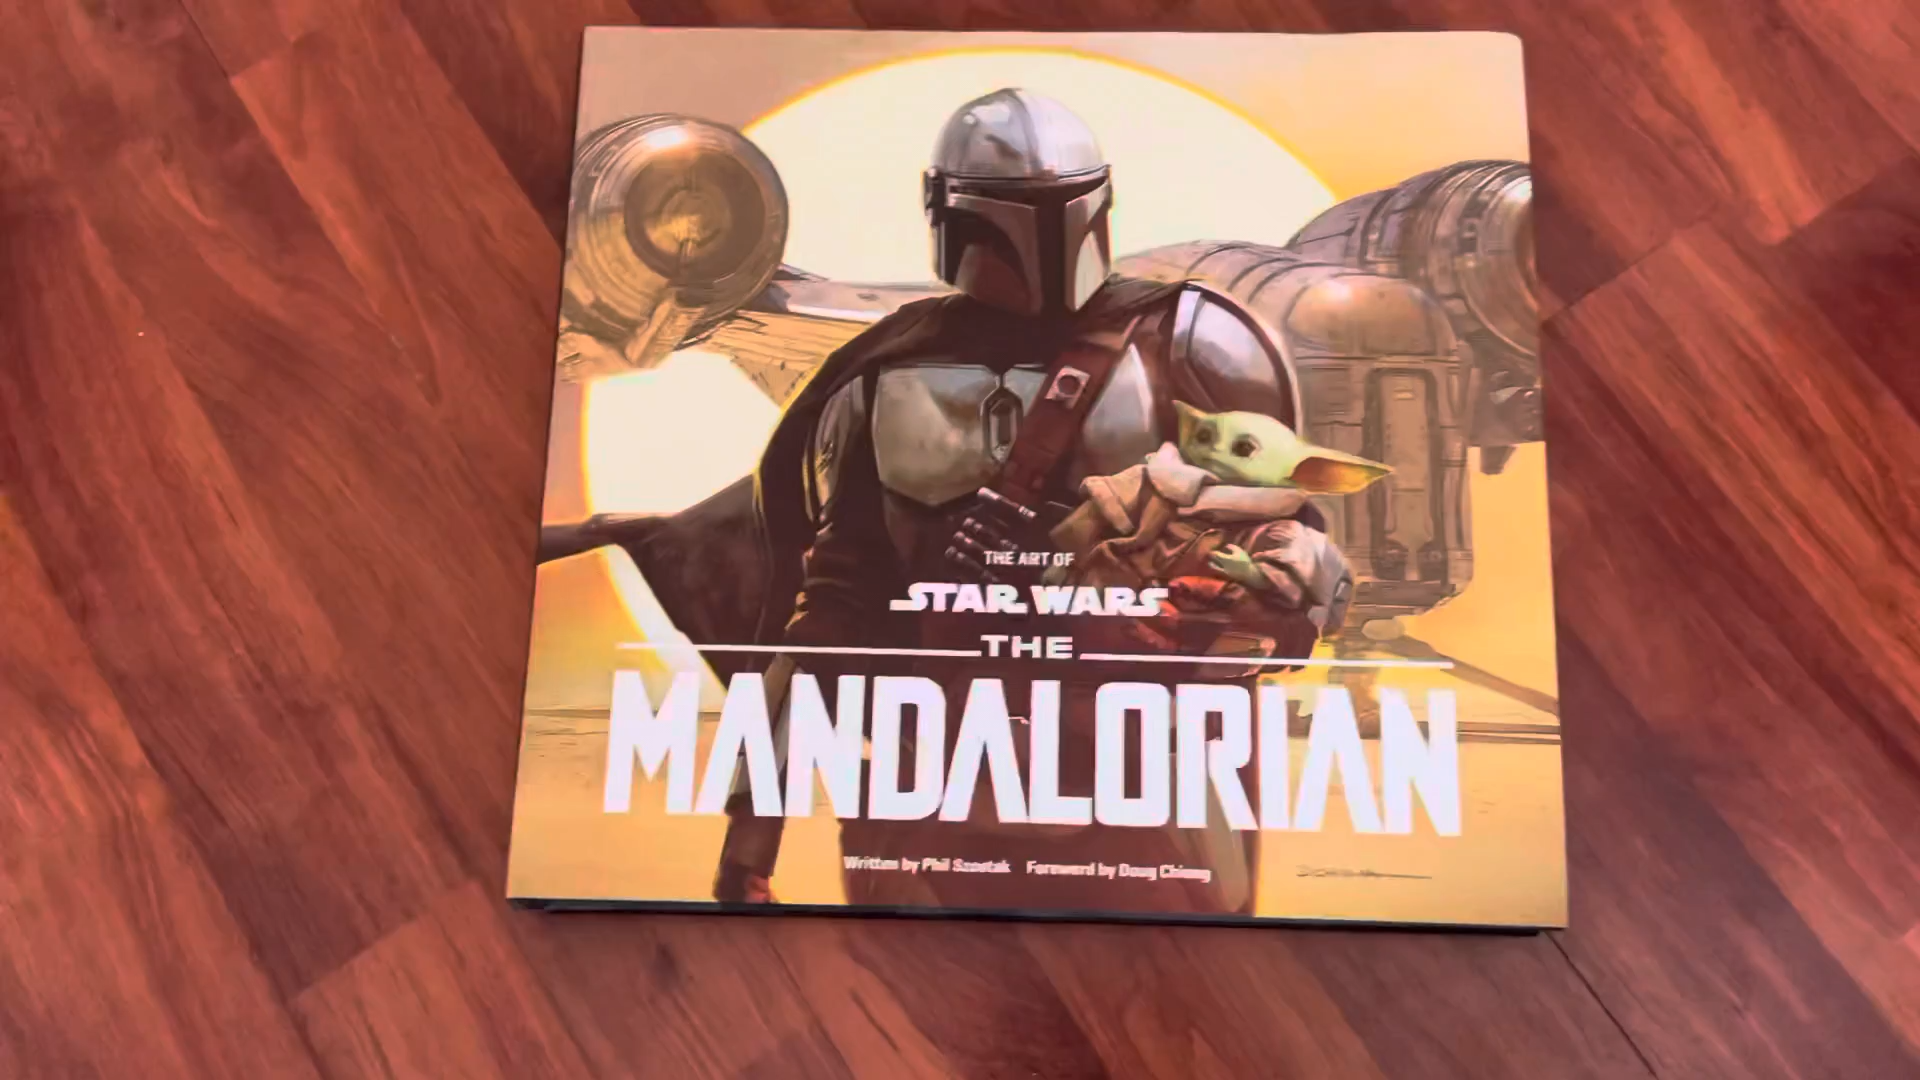 THE ART OF
STAR WARS
THE
MANDALORIAN
Written by Phil Szostak Foreword by Doug Chiang